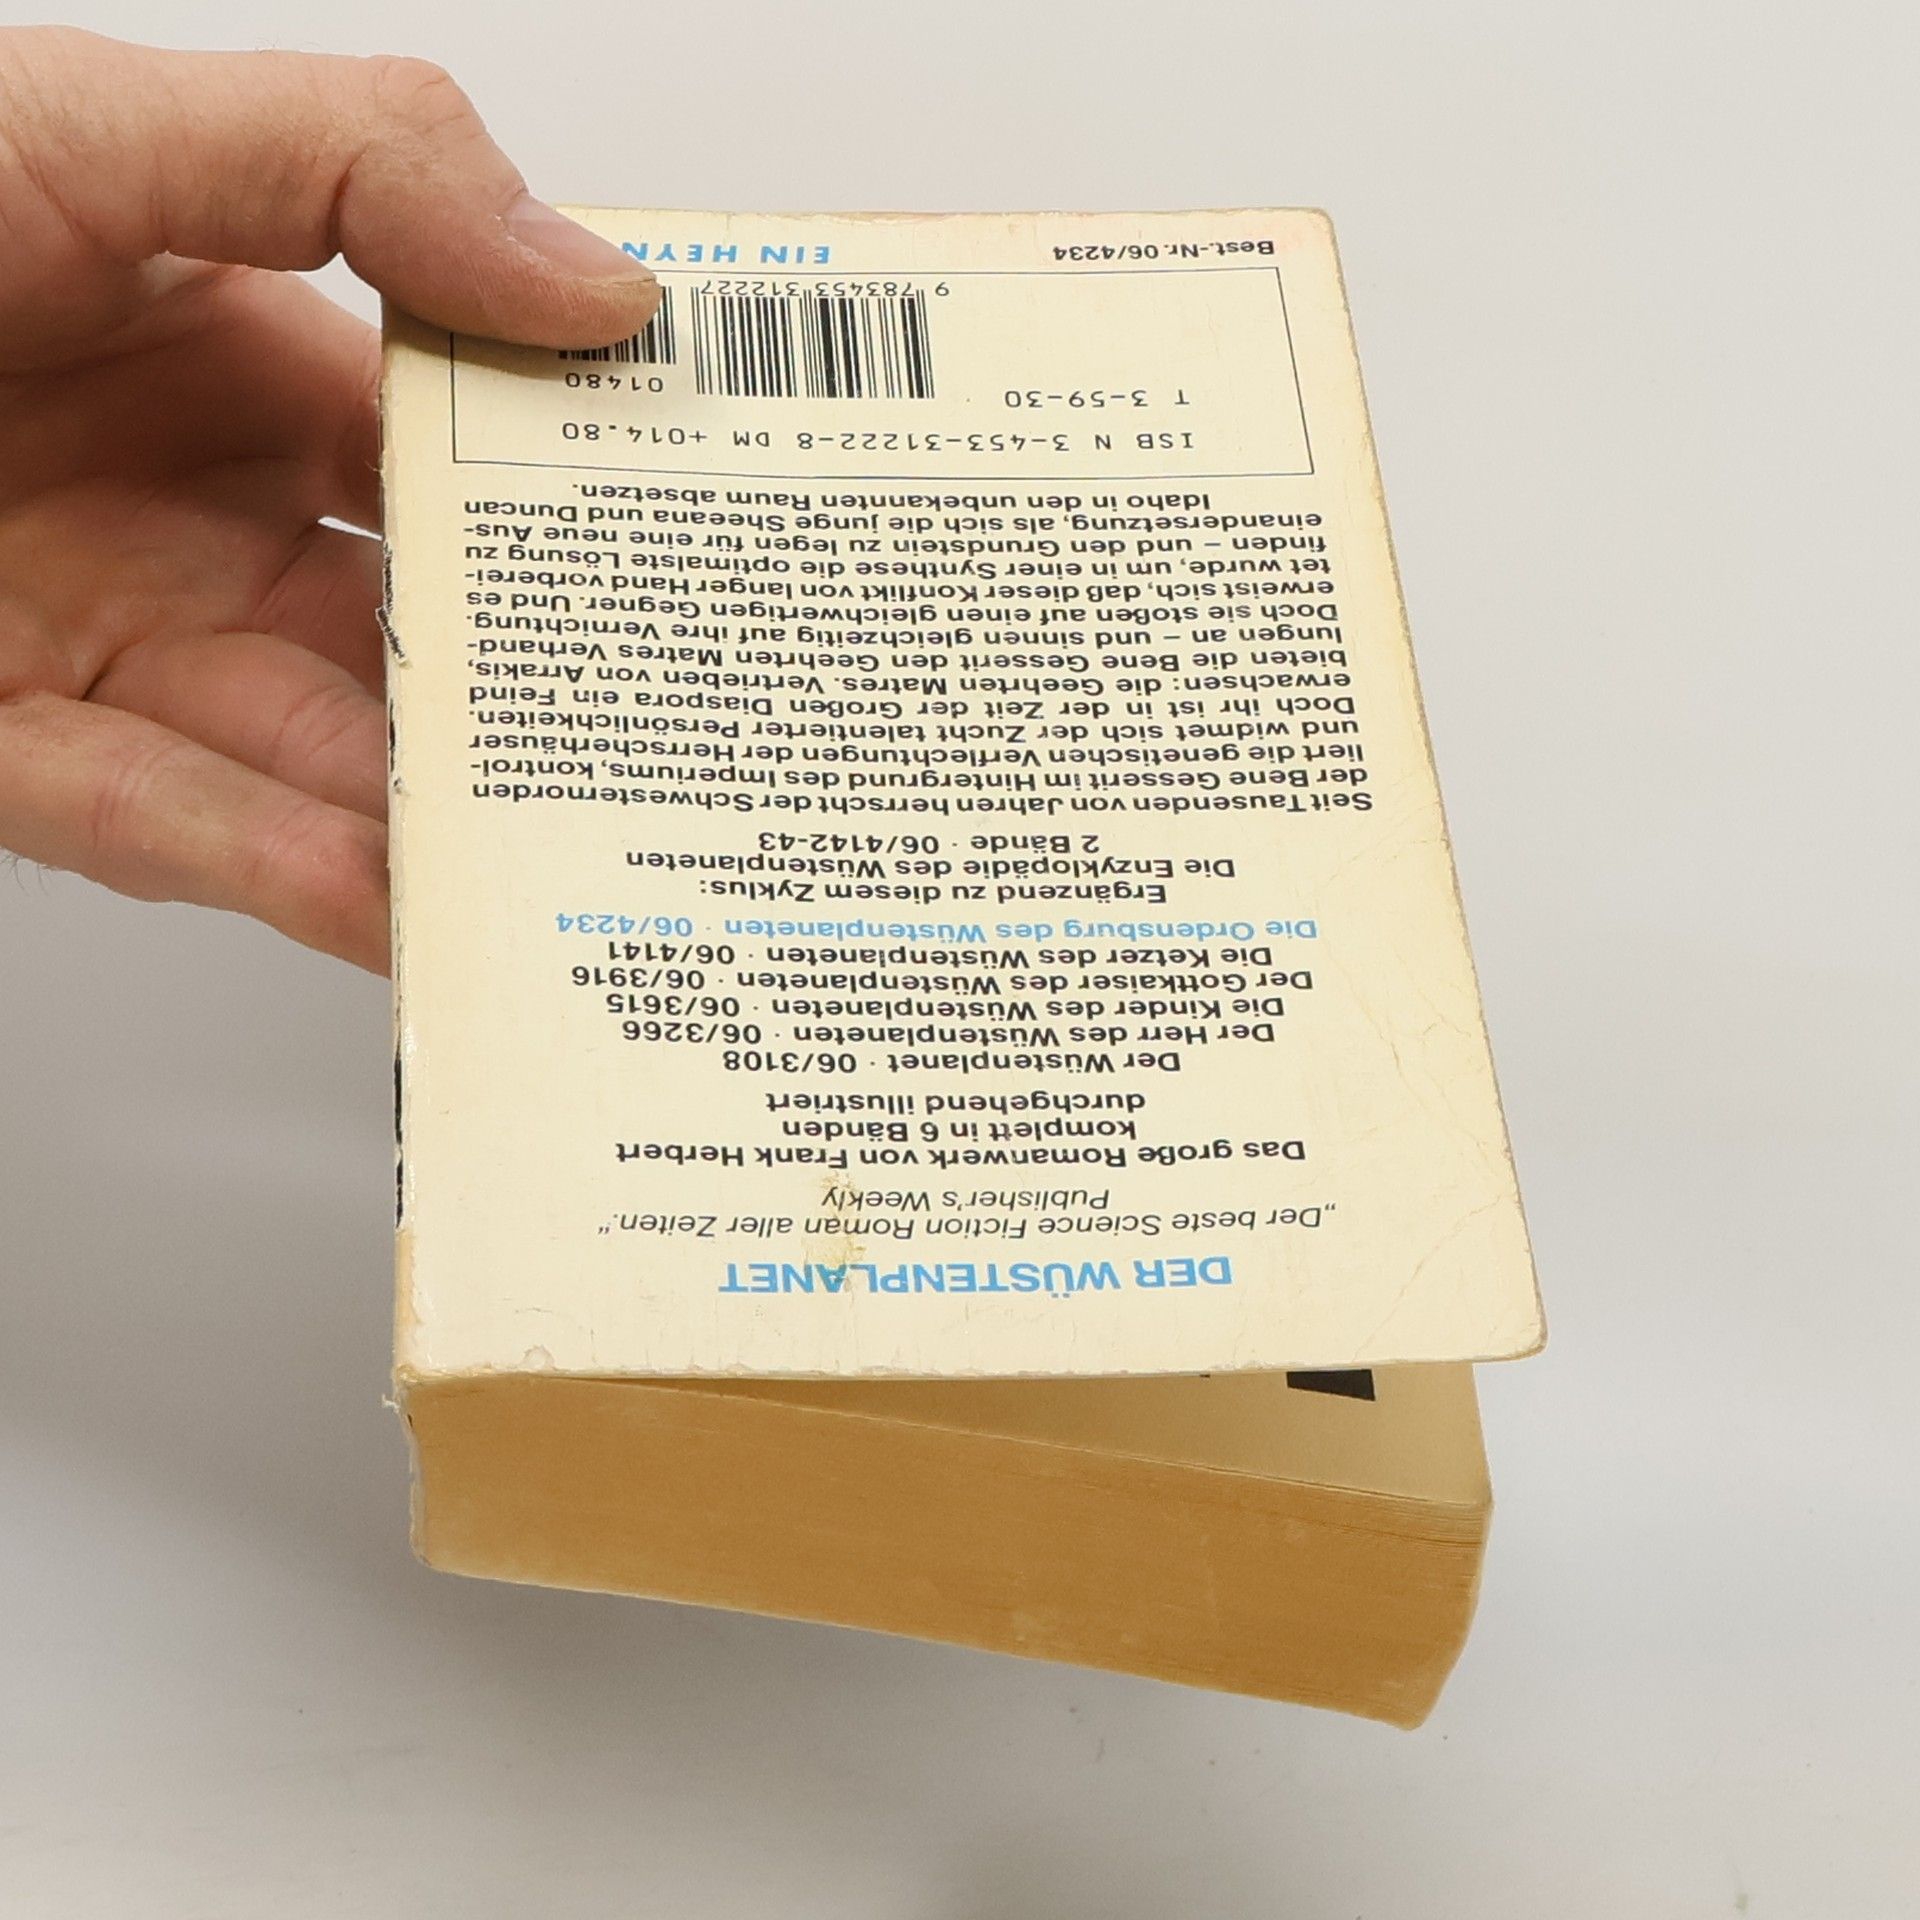 DER WÜSTENPLANET
„Der beste Science Fiction Roman aller Zeiten.“
Publisher's Weekly
Das große Romanwerk von Frank Herbert
komplett in 6 Bänden
durchgehend illustriert
Der Wüstenplanet · 06/3108
Der Herr des Wüstenplaneten · 06/3266
Die Kinder des Wüstenplaneten · 06/3615
Der Gottkaiser des Wüstenplaneten · 06/3916
Die Ketzer des Wüstenplaneten · 06/4141
Die Ordensburg des Wüstenplaneten · 06/4234
Ergänzend zu diesem Zyklus:
Die Enzyklopädie des Wüstenplaneten
2 Bände · 06/4142-43
Seit Tausenden von Jahren herrscht der Schwesternorden
der Bene Gesserit im Hintergrund des Imperiums, kontrol-
liert die genetischen Verflechtungen der Herrscherhäuser
und widmet sich der Zucht talentierter Persönlichkeiten.
Doch ihr ist in der Zeit der Großen Diaspora ein Feind
erwachsen: die Geehrten Matres. Vertrieben von Arrakis,
bieten die Bene Gesserit den Geehrten Matres Verhand-
lungen an – und sinnen gleichzeitig auf ihre Vernichtung.
Doch sie stoßen auf einen gleichwertigen Gegner. Und es
erweist sich, daß dieser Konflikt von langer Hand vorberei-
tet wurde, um in einer Synthese die optimalste Lösung zu
finden – und den Grundstein zu legen für eine neue Aus-
einandersetzung, als sich die junge Sheeana und Duncan
Idaho in den unbekannten Raum absetzen.
ISB N 3-453-31222-8 DM +014.80
T 3-59-30
01480
9 783453 312227
Best.-Nr. 06/4234
EIN HEYN